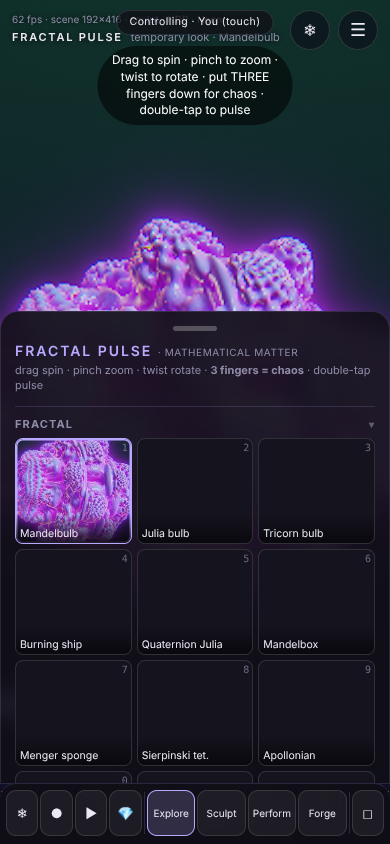 62 fps · scene 192×416
Controlling · You (touch)
FRACTAL PULSE temporary look · Mandelbulb
Drag to spin · pinch to zoom ·
twist to rotate · put THREE
fingers down for chaos ·
double-tap to pulse
FRACTAL PULSE · MATHEMATICAL MATTER
drag spin · pinch zoom · twist rotate · 3 fingers = chaos · double-tap
pulse
FRACTAL
1
2
3
Mandelbulb
Julia bulb
Tricorn bulb
4
5
6
Burning ship
Quaternion Julia
Mandelbox
7
8
9
Menger sponge
Sierpinski tet.
Apollonian
0
Explore
Sculpt
Perform
Forge